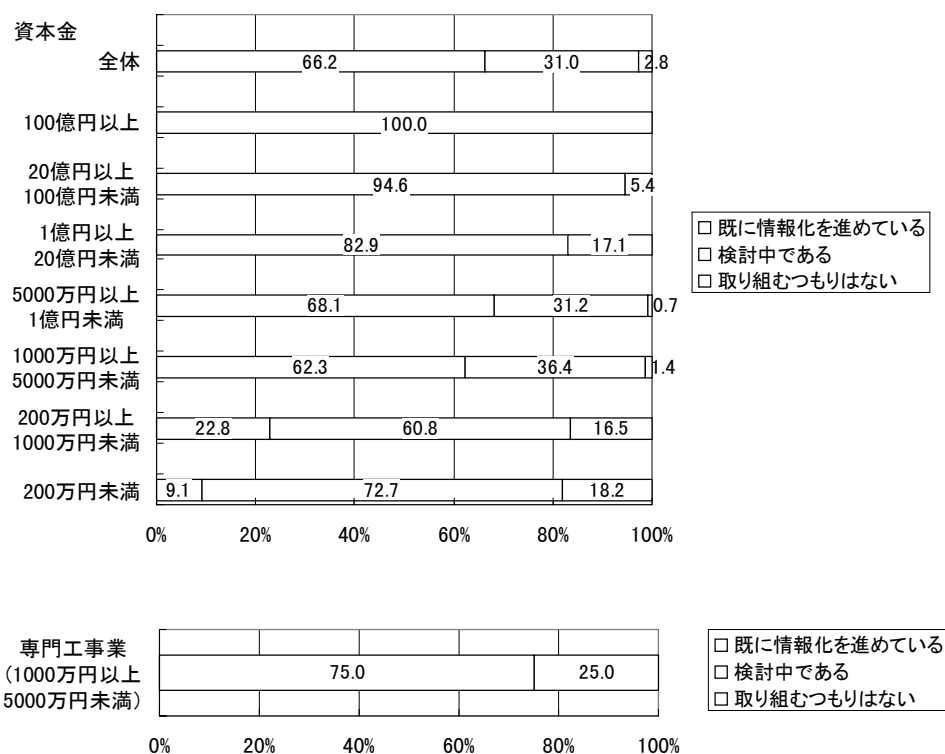 資本金
全体
66.2
31.0
2.8
100億円以上
100.0
20億円以上
100億円未満
94.6
5.4
1億円以上
20億円未満
82.9
17.1
5000万円以上
1億円未満
68.1
31.2
0.7
1000万円以上
5000万円未満
62.3
36.4
1.4
200万円以上
1000万円未満
22.8
60.8
16.5
200万円未満
9.1
72.7
18.2
0% 20% 40% 60% 80% 100%
既に情報化を進めている
検討中である
取り組むつもりはない
専門工事業
(1000万円以上
5000万円未満)
75.0
25.0
0% 20% 40% 60% 80% 100%
既に情報化を進めている
検討中である
取り組むつもりはない